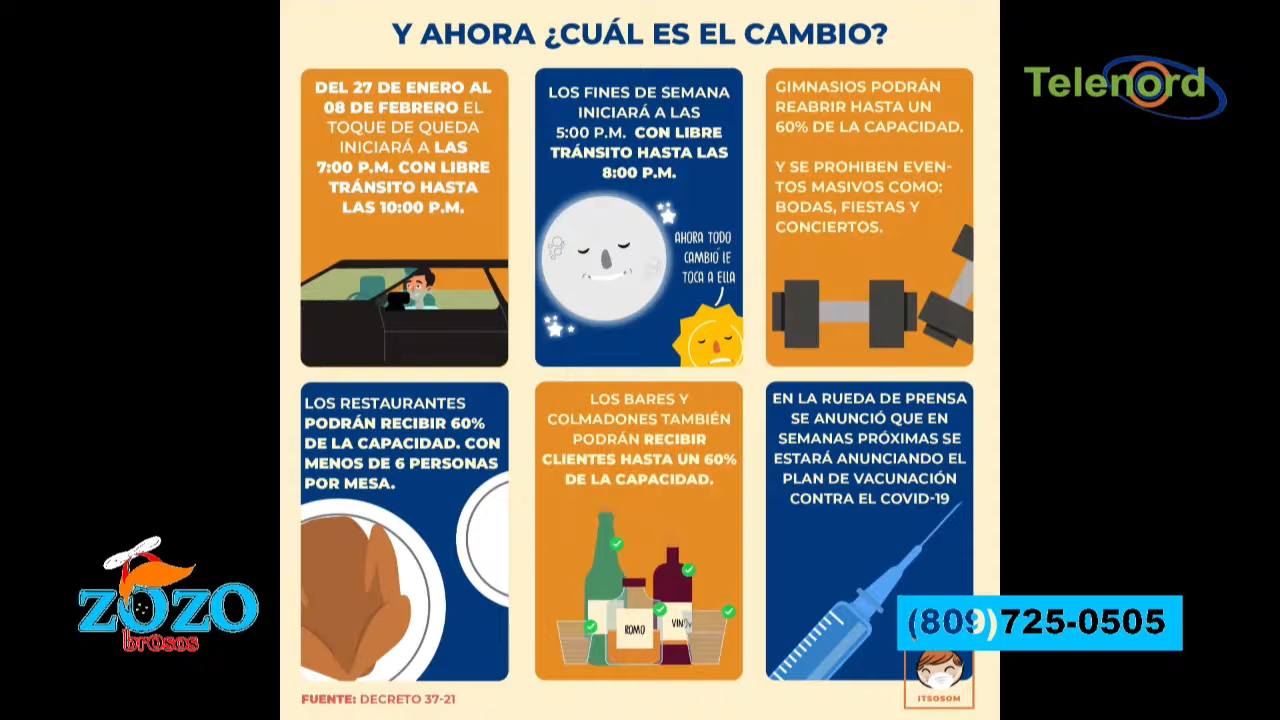 Y AHORA ¿CUÁL ES EL CAMBIO?
DEL 27 DE ENERO AL
08 DE FEBRERO EL
TOQUE DE QUEDA
INICIARÁ A LAS
7:00 P.M. CON LIBRE
TRÁNSITO HASTA
LAS 10:00 P.M.
LOS FINES DE SEMANA
INICIARÁ A LAS
5:00 P.M. CON LIBRE
TRÁNSITO HASTA LAS
8:00 P.M.
AHORA TODO
CAMBIÓ LE
TOCA A ELLA
GIMNASIOS PODRÁN
REABRIR HASTA UN
60% DE LA CAPACIDAD.
Y SE PROHIBEN EVEN-
TOS MASIVOS COMO:
BODAS, FIESTAS Y
CONCIERTOS.
Telenord
LOS RESTAURANTES
PODRÁN RECIBIR 60%
DE LA CAPACIDAD. CON
MENOS DE 6 PERSONAS
POR MESA.
LOS BARES Y
COLMADONES TAMBIÉN
PODRÁN RECIBIR
CLIENTES HASTA UN 60%
DE LA CAPACIDAD.
ROMO
VINO
EN LA RUEDA DE PRENSA
SE ANUNCIÓ QUE EN
SEMANAS PRÓXIMAS SE
ESTARÁ ANUNCIANDO EL
PLAN DE VACUNACIÓN
CONTRA EL COVID-19
ZOZO
brosos
(809)725-0505
ITSOSOM
FUENTE: DECRETO 37-21